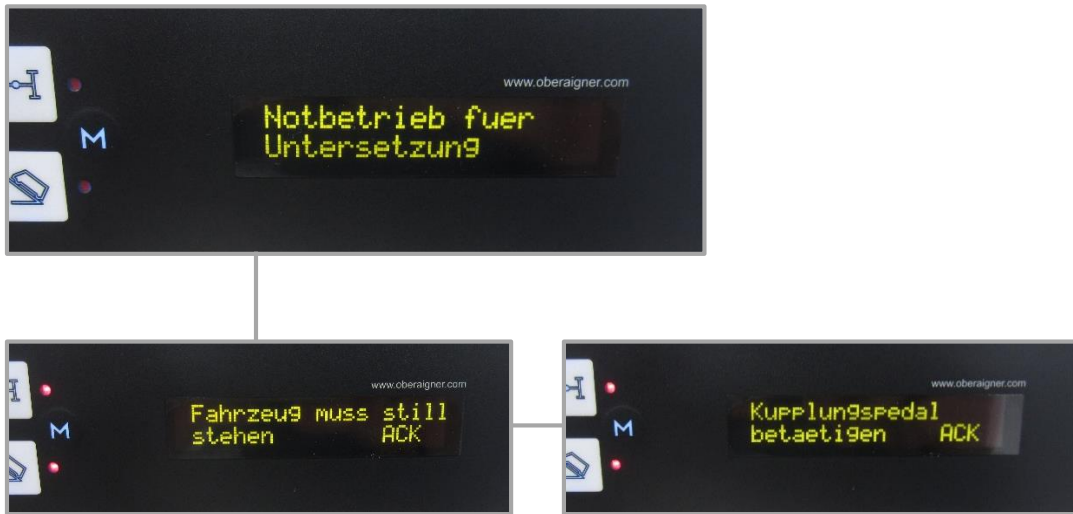 www.oberaigner.com
Notbetrieb fuer
Untersetzung
M
www.oberaigner.com
Fahrzeug muss still
stehen ACK
M
www.oberaigner.com
Kupplungspedal
betaetigen ACK
M